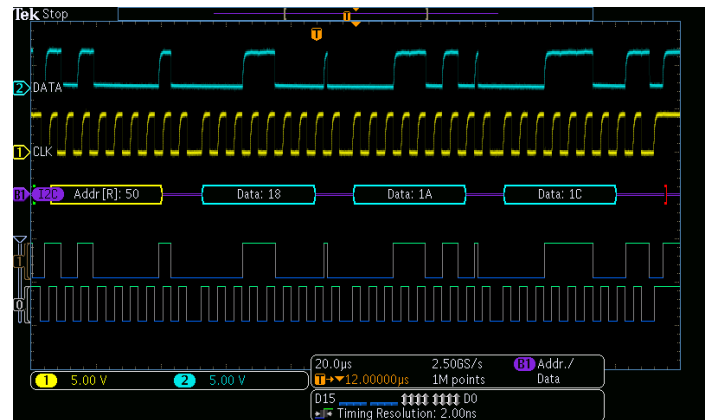 Tek Stop
T
T
2 DATA
1 CLK
B1 I2C Addr[R]: 50 Data: 18 Data: 1A Data: 1C
1
0
1 5.00 V 2 5.00 V
20.0µs 2.50GS/s B1 Addr./
T→▼12.00000µs 1M points Data
D15 D0
Timing Resolution: 2.00ns